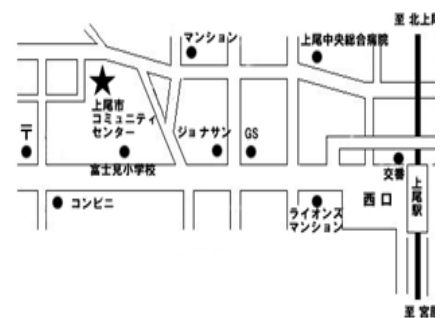 至 北上尾
マンション
上尾中央総合病院
上尾市
コミュニティ
センター
〒
ジョナサン
GS
富士見小学校
交番
コンビニ
西口
上尾駅
ライオンズ
マンション
至 宮原